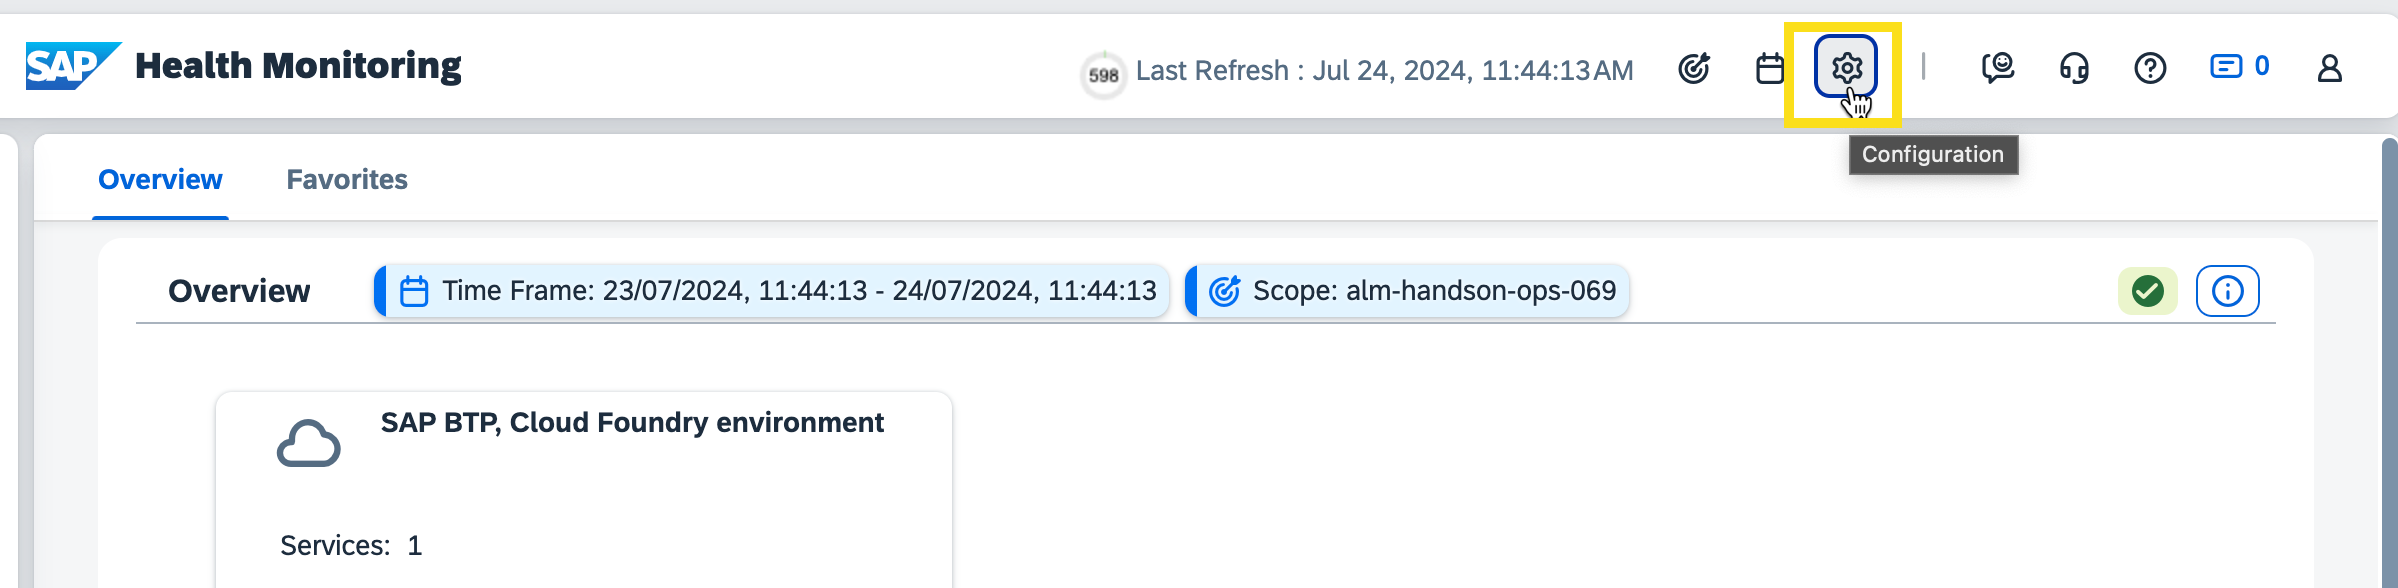 SAP Health Monitoring
598 Last Refresh : Jul 24, 2024, 11:44:13 AM
0
Configuration
Overview Favorites
Overview Time Frame: 23/07/2024, 11:44:13 - 24/07/2024, 11:44:13 Scope: alm-handson-ops-069
SAP BTP, Cloud Foundry environment
Services: 1